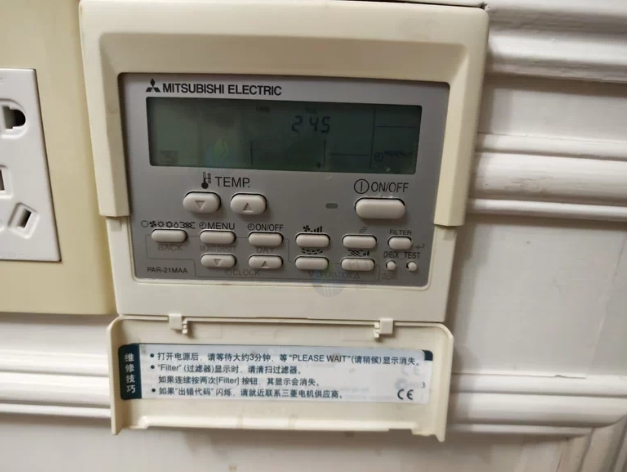 MITSUBISHI ELECTRIC
245
TEMP.
ON/OFF
MENU
ON/OFF
FILTER
CLOCK
CHECK TEST
PAR-21MAA
维修技巧
• 打开电源后，请等待大约3分钟，等“PLEASE WAIT”(请稍候)显示消失。
• “Filter”(过滤器)显示时，请清扫过滤器。
如果连续按两次[Filter]按钮，其显示会消失。
• 如果“出错代码”闪烁，请就近联系三菱电机供应商。
CE